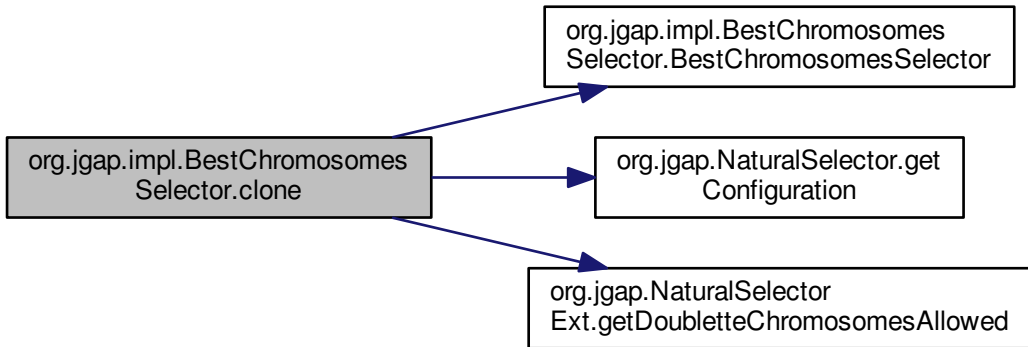 org.jgap.impl.BestChromosomes
Selector.BestChromosomesSelector
org.jgap.impl.BestChromosomes
Selector.clone
org.jgap.NaturalSelector.get
Configuration
org.jgap.NaturalSelector
Ext.getDoubletteChromosomesAllowed